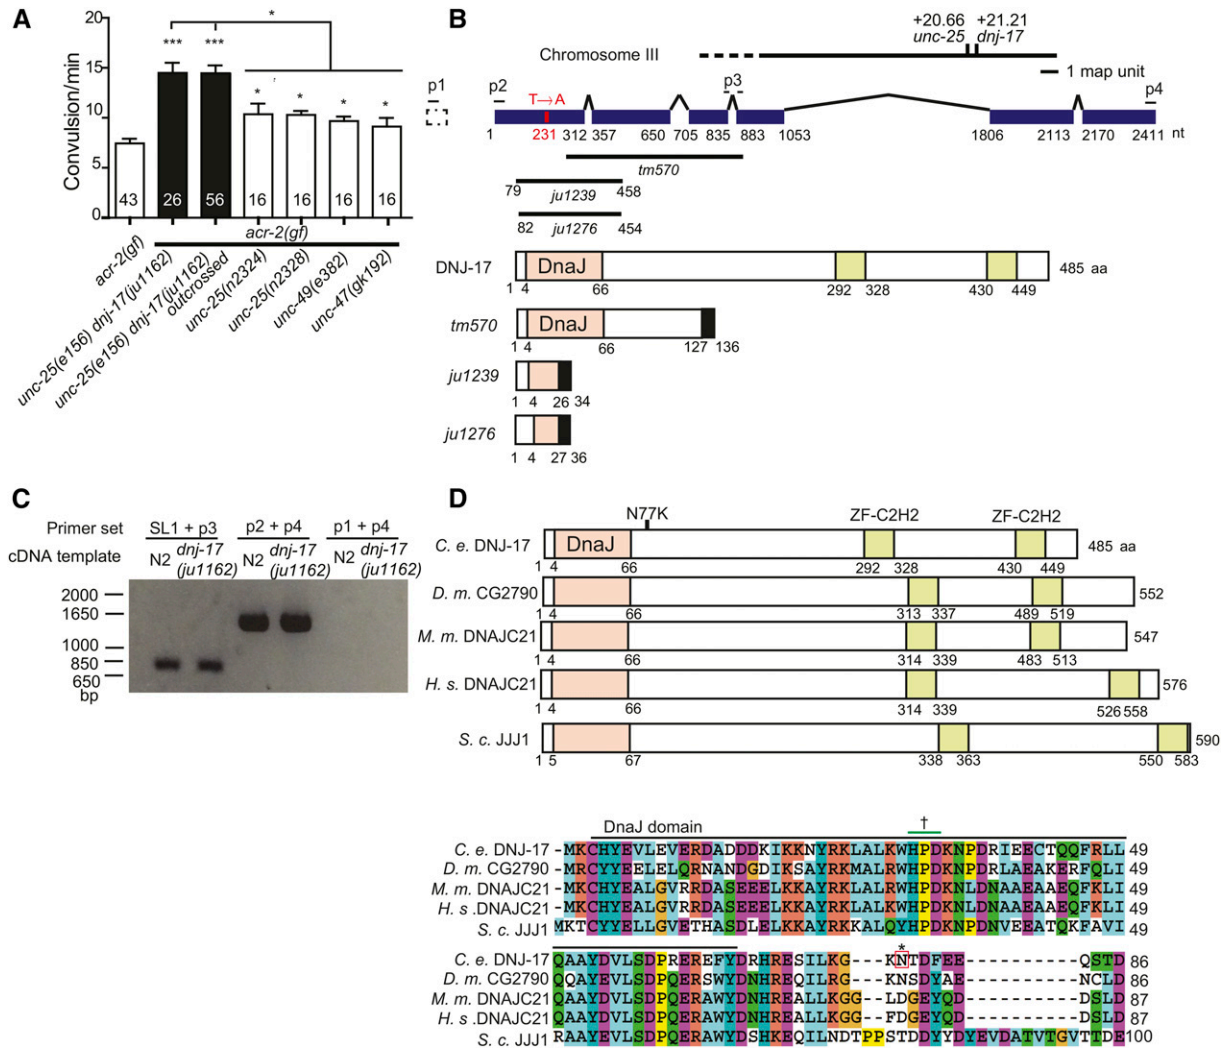 A
Convulsion/min
20
15
10
5
0
*
*** *** * * * *
43 26 56 16 16 16 16
acr-2(gf)
acr-2(gf)
unc-25(e156) dnj-17(ju1162)
unc-25(e156) dnj-17(ju1162)
outcrossed
unc-25(n2324)
unc-25(n2328)
unc-49(e382)
unc-47(gk192)
B
+20.66 +21.21
unc-25 dnj-17
Chromosome III
1 map unit
p1 p2 p3 p4
T→A
1 231 312 357 650 705 835 883 1053 1806 2113 2170 2411 nt
tm570
79 ju1239 458
82 ju1276 454
DNJ-17 DnaJ 485 aa
1 4 66 292 328 430 449
tm570 DnaJ
1 4 66 127 136
ju1239
1 4 26 34
ju1276
1 4 27 36
C
Primer set SL1 + p3 p2 + p4 p1 + p4
cDNA template N2 dnj-17 (ju1162) N2 dnj-17 (ju1162) N2 dnj-17 (ju1162)
2000
1650
1000
850
650
bp
D
N77K ZF-C2H2 ZF-C2H2
C. e. DNJ-17 DnaJ 485 aa
1 4 66 292 328 430 449
D. m. CG2790 552
1 4 66 313 337 489 519
M. m. DNAJC21 547
1 4 66 314 339 483 513
H. s. DNAJC21 576
1 4 66 314 339 526 558
S. c. JJJ1 590
1 5 67 338 363 550 583
DnaJ domain †
C. e. DNJ-17 -MKCHYEVLEVERDADDDKIKKNYRKLALKWHPDKNPDRIEECTQQFRLL 49
D. m. CG2790 -MRCYYEELELQRNANDGDIKSAYRKMALRWHPDKNPDRLAEAKERFQLI 49
M. m. DNAJC21 -MKCHYEALGVRRDASEEELKKAYRKLALRWHPDKNLDNAAEAAEQFKLI 49
H. s .DNAJC21 -MKCHYEALGVRRDASEEELKKAYRKLALKWHPDKNLDNAAEAAEQFKLI 49
S. c. JJJ1 MKTCYYELLGVETHASDLELKKAYRKKALQYHPDKNPDNVEEATQKFAVI 49
*
C. e. DNJ-17 QAAYDVLSDPREREFYDRHRESILKG---KNTDFEE----------QSTD 86
D. m. CG2790 QQAYEVLSDPQERSWYDNHREQILRG---KNSDYAE----------NCLD 86
M. m. DNAJC21 QAAYDVLSDPQERAWYDNHREALLKGG--LDGEYQD----------DSLD 87
H. s .DNAJC21 QAAYDVLSDPQERAWYDNHREALLKGG--FDGEYQD----------DSLD 87
S. c. JJJ1 RAAYEVLSDPQERAWYDSHKEQILNDTPPSTDDYYDYEVDATVTGVTTDE 100